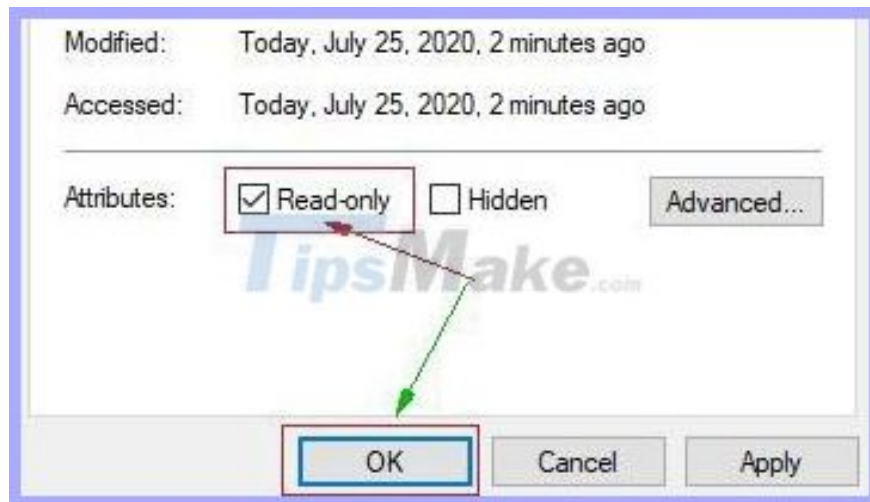 Modified: Today, July 25, 2020, 2 minutes ago
Accessed: Today, July 25, 2020, 2 minutes ago
Attributes: Read-only Hidden Advanced...
TipsMake.com
OK Cancel Apply